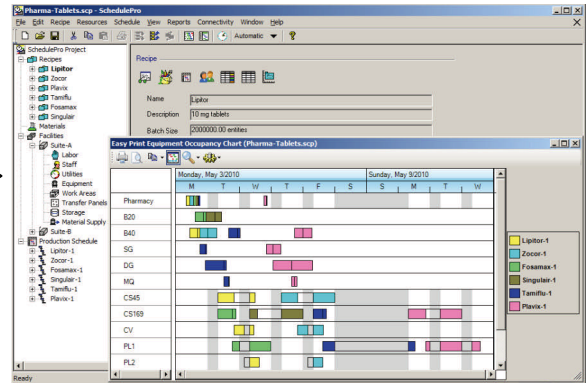 Pharma-Tablets.scp - SchedulePro
File Edit Recipe Resources Schedule View Reports Connectivity Window Help
Automatic
SchedulePro Project
Recipes
Lipitor
Zocor
Plavix
Tamiflu
Fosamax
Singulair
Materials
Facilities
Suite-A
Labor
Staff
Utilities
Equipment
Work Areas
Transfer Panels
Storage
Material Supply
Suite-B
Production Schedule
Lipitor-1
Zocor-1
Fosamax-1
Singulair-1
Tamiflu-1
Plavix-1
Ready
Recipe
Name Lipitor
Description 10 mg tablets
Batch Size 2000000.00 entities
Easy Print Equipment Occupancy Chart (Pharma-Tablets.scp)
Monday, May 3/2010 Sunday, May 9/2010
M T W T F S S M T W
Pharmacy
B20
B40
SG
DG
MQ
CS45
CS169
CV
PL1
PL2
Lipitor-1
Zocor-1
Fosamax-1
Singulair-1
Tamiflu-1
Plavix-1